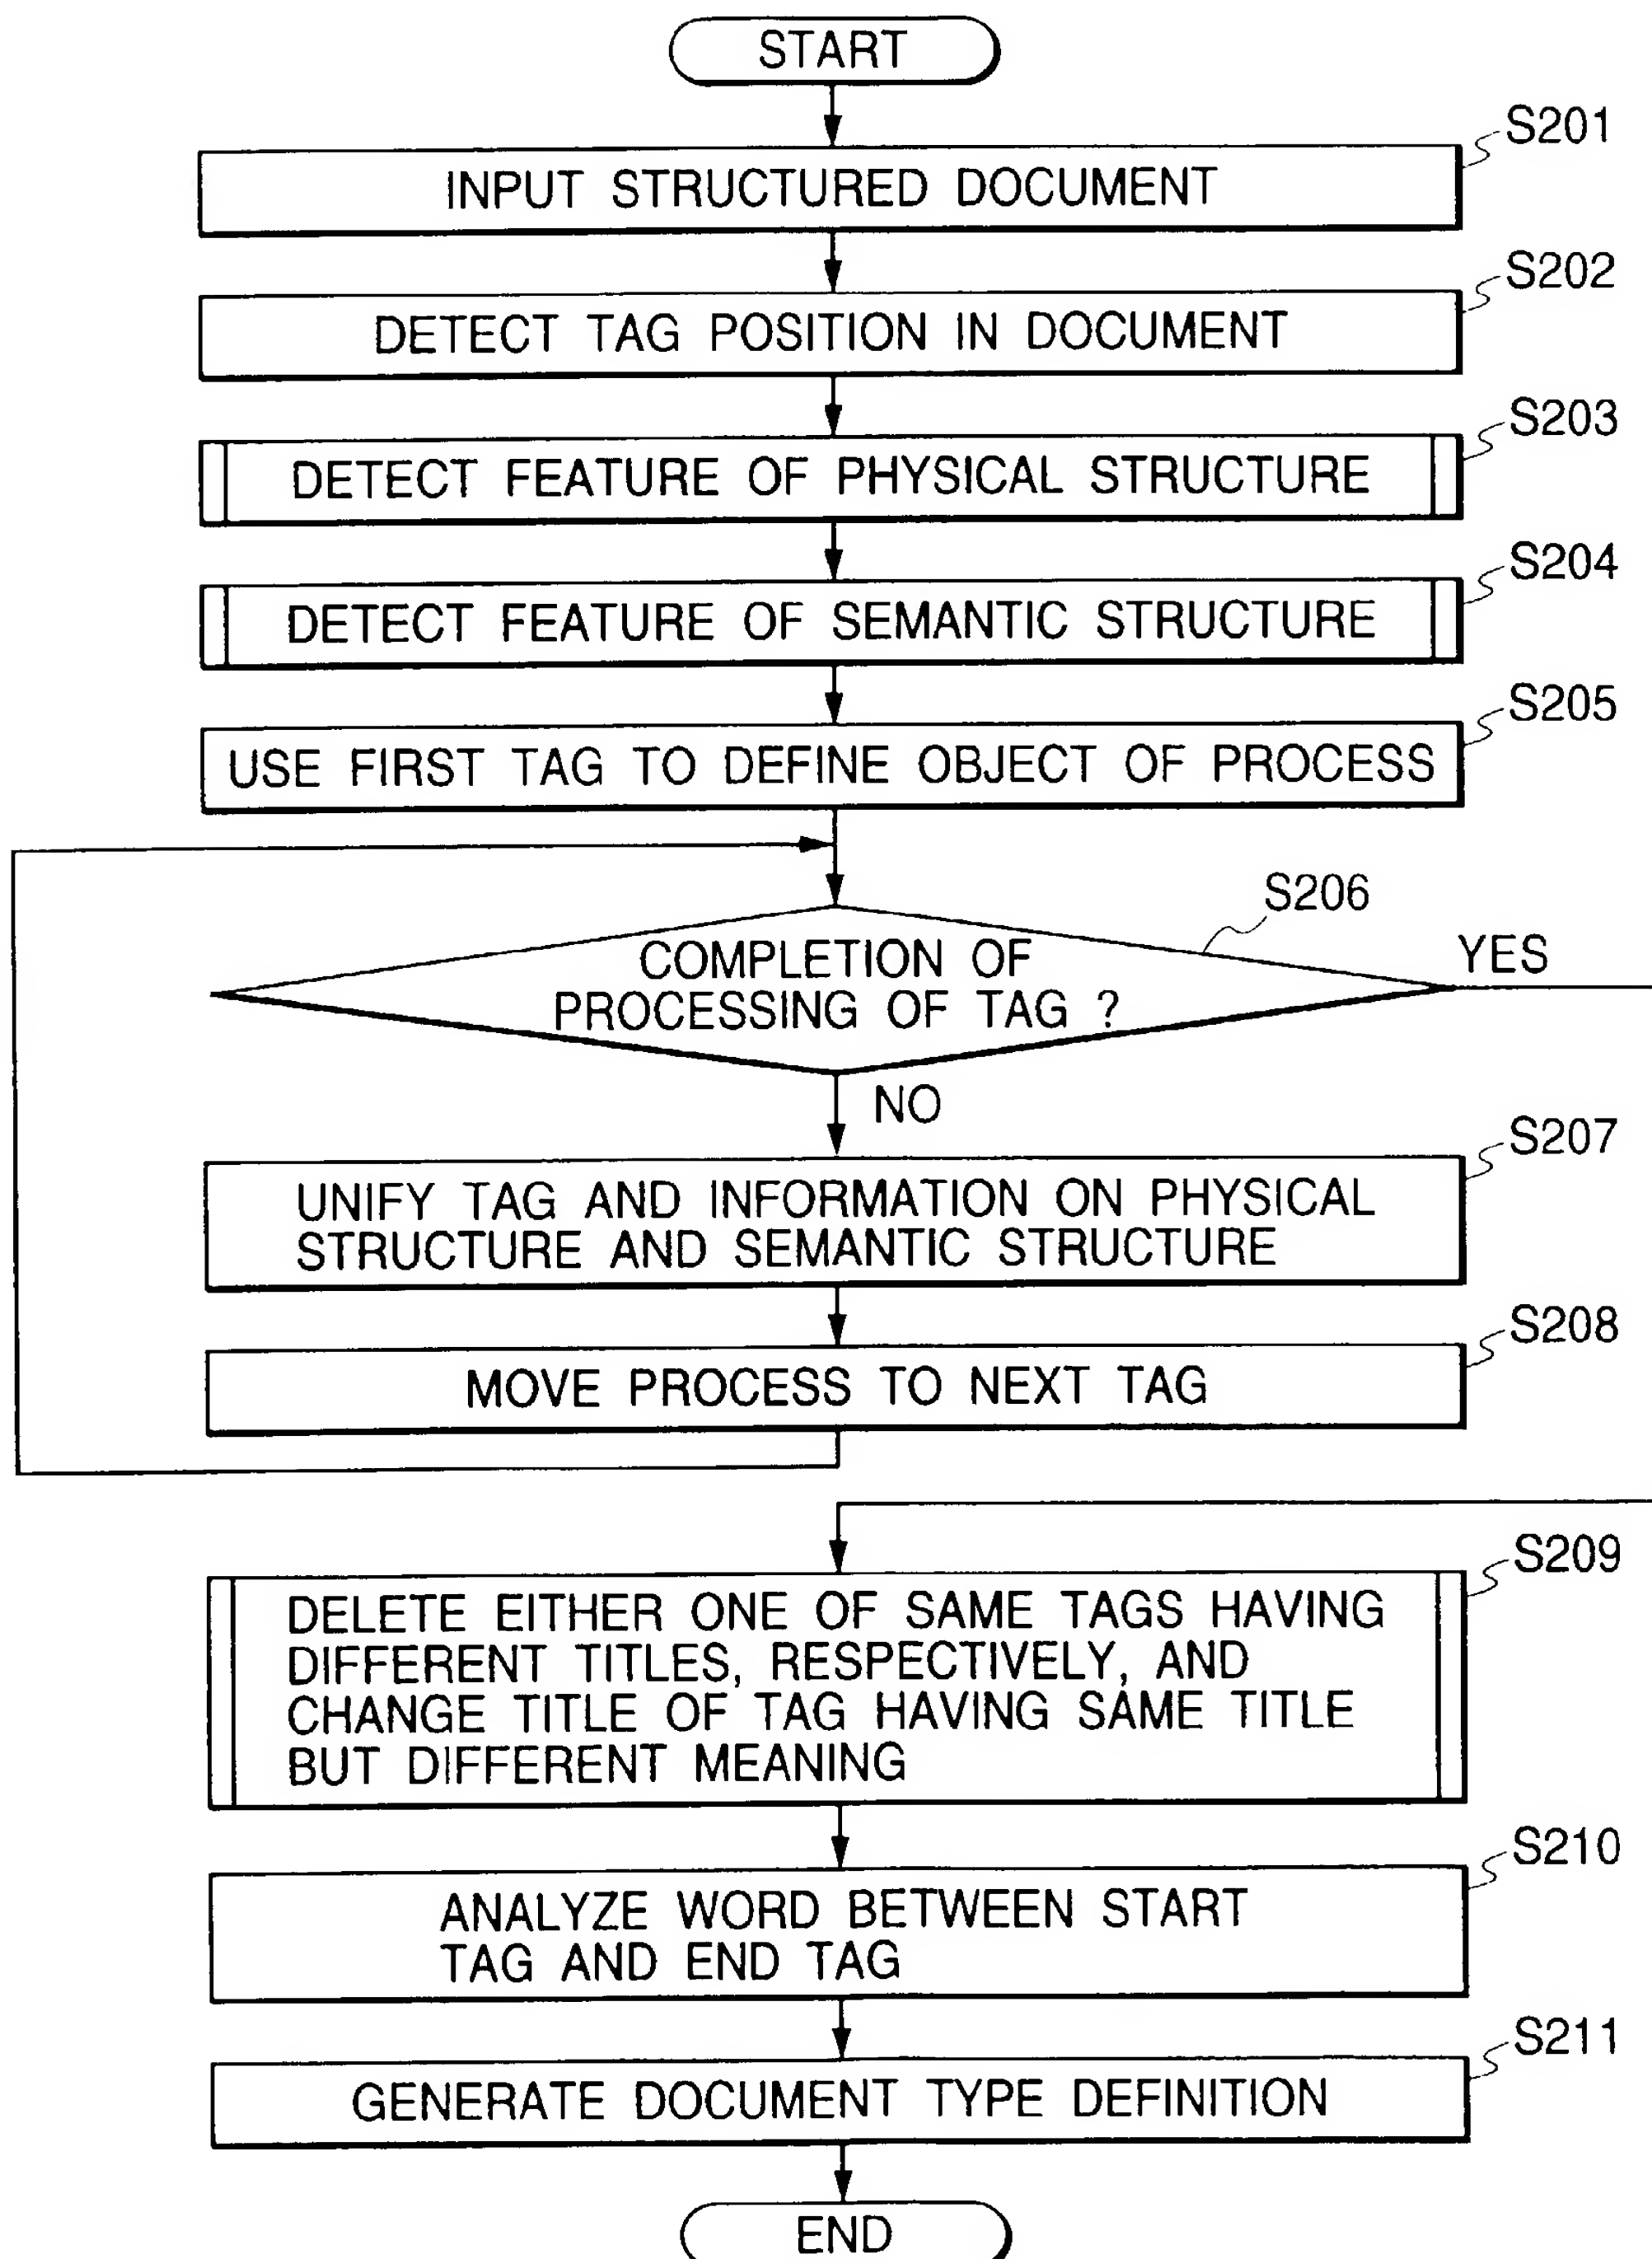 START
S201
INPUT STRUCTURED DOCUMENT
S202
DETECT TAG POSITION IN DOCUMENT
S203
DETECT FEATURE OF PHYSICAL STRUCTURE
S204
DETECT FEATURE OF SEMANTIC STRUCTURE
S205
USE FIRST TAG TO DEFINE OBJECT OF PROCESS
S206
COMPLETION OF
PROCESSING OF TAG ?
YES
NO
S207
UNIFY TAG AND INFORMATION ON PHYSICAL
STRUCTURE AND SEMANTIC STRUCTURE
S208
MOVE PROCESS TO NEXT TAG
S209
DELETE EITHER ONE OF SAME TAGS HAVING
DIFFERENT TITLES, RESPECTIVELY, AND
CHANGE TITLE OF TAG HAVING SAME TITLE
BUT DIFFERENT MEANING
S210
ANALYZE WORD BETWEEN START
TAG AND END TAG
S211
GENERATE DOCUMENT TYPE DEFINITION
END